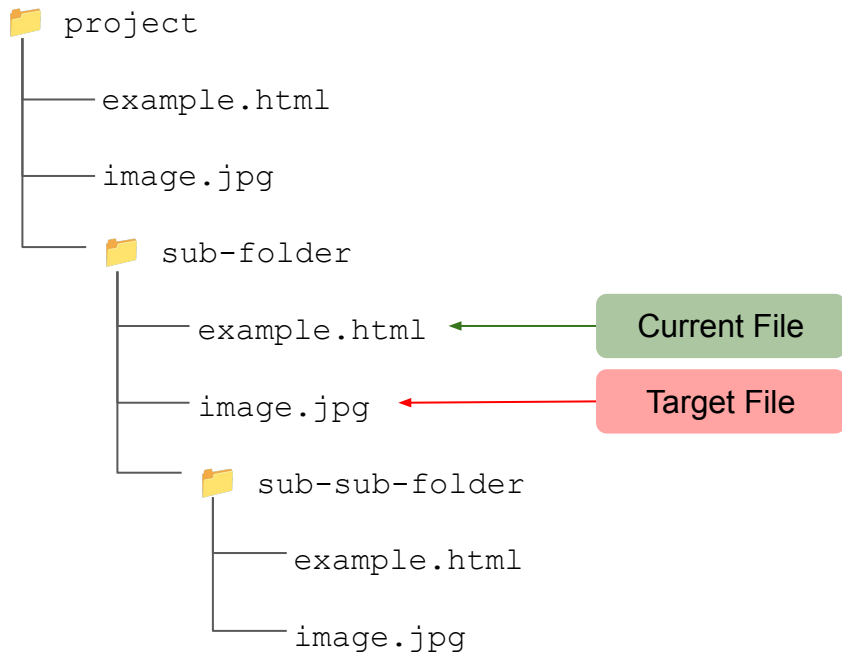 project
example.html
image.jpg
sub-folder
example.html
Current File
image.jpg
Target File
sub-sub-folder
example.html
image.jpg